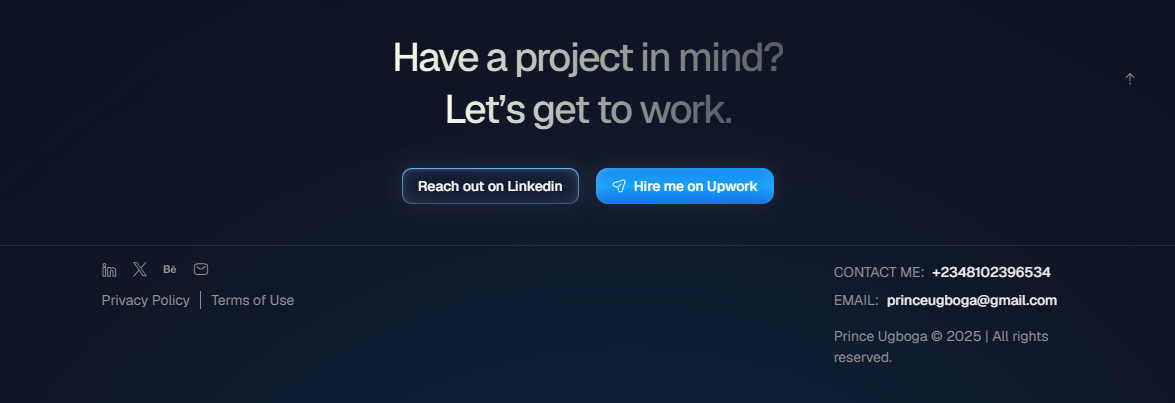 Have a project in mind?
Let’s get to work.
Reach out on Linkedin
Hire me on Upwork
in
X
Bē
Privacy Policy | Terms of Use
CONTACT ME: +2348102396534
EMAIL: princeugboga@gmail.com
Prince Ugboga © 2025 | All rights
reserved.